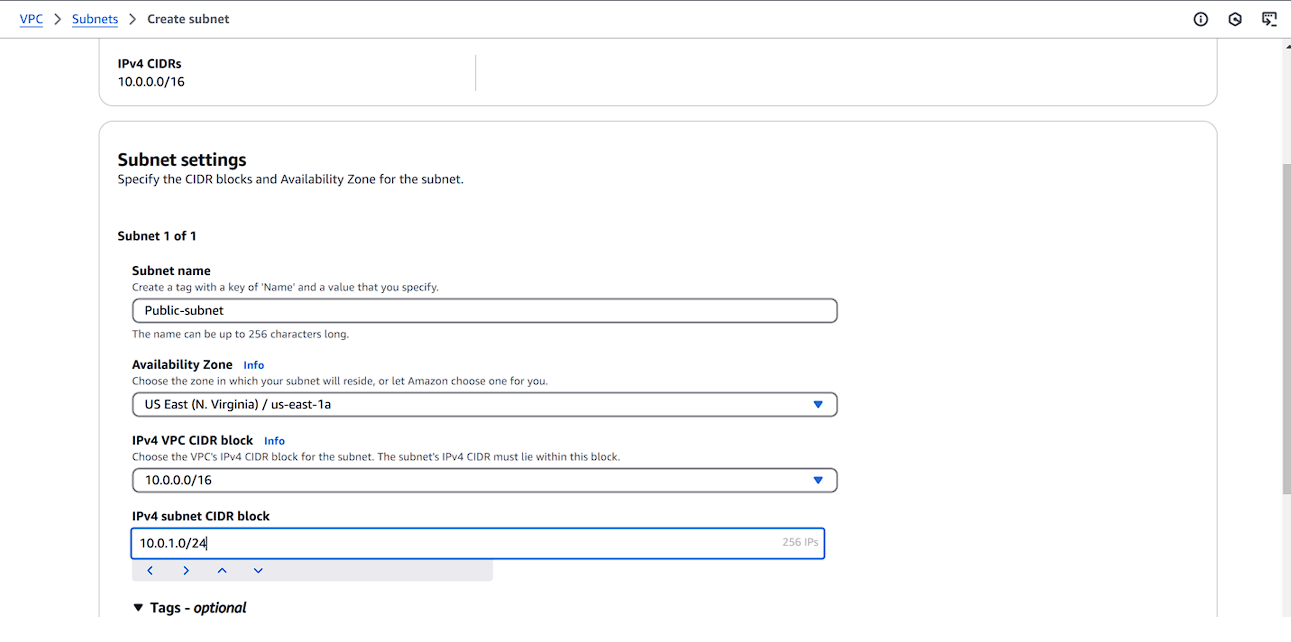 VPC > Subnets > Create subnet
IPv4 CIDRs
10.0.0.0/16
Subnet settings
Specify the CIDR blocks and Availability Zone for the subnet.
Subnet 1 of 1
Subnet name
Create a tag with a key of 'Name' and a value that you specify.
Public-subnet
The name can be up to 256 characters long.
Availability Zone Info
Choose the zone in which your subnet will reside, or let Amazon choose one for you.
US East (N. Virginia) / us-east-1a
IPv4 VPC CIDR block Info
Choose the VPC's IPv4 CIDR block for the subnet. The subnet's IPv4 CIDR must lie within this block.
10.0.0.0/16
IPv4 subnet CIDR block
10.0.1.0/24 256 IPs
Tags - optional